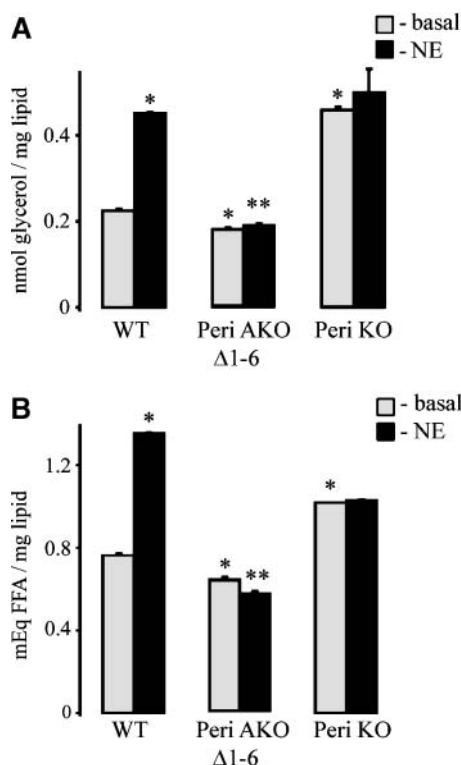 A
- basal
- NE
nmol glycerol / mg lipid
0.4
0.2
0
*
*
**
*
WT
Peri AKO
Δ1-6
Peri KO
B
- basal
- NE
mEq FFA / mg lipid
1.2
0.8
0.4
0
*
*
**
*
WT
Peri AKO
Δ1-6
Peri KO